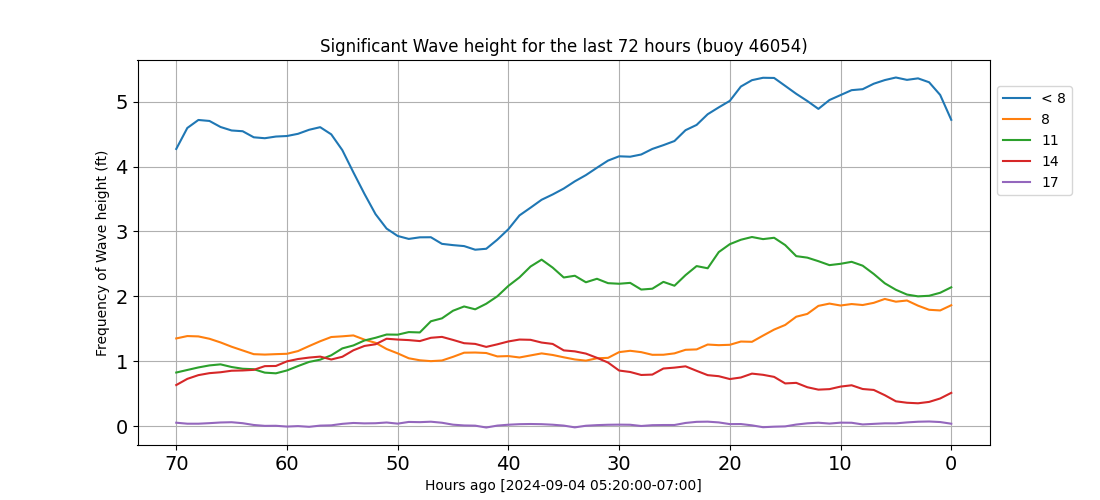 Significant Wave height for the last 72 hours (buoy 46054)
Frequency of Wave height (ft)
5
4
3
2
1
0
70 60 50 40 30 20 10 0
Hours ago [2024-09-04 05:20:00-07:00]
< 8
8
11
14
17